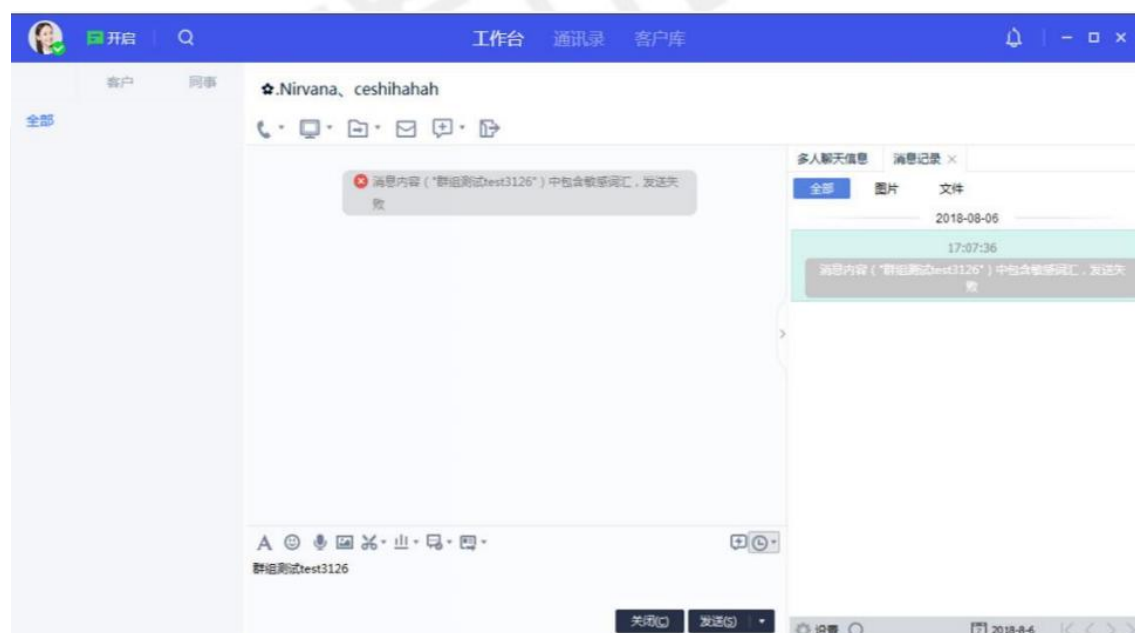 开启
工作台 通讯录 客户库
客户 同事
全部
✿.Nirvana、ceshihahah
消息内容（"群组测试test3126"）中包含敏感词汇，发送失
败
多人聊天信息 消息记录
全部 图片 文件
2018-08-06
17:07:36
消息内容（"群组测试test3126"）中包含敏感词汇，发送失
败
群组测试test3126
关闭(C) 发送(S)
设置 2018-8-6